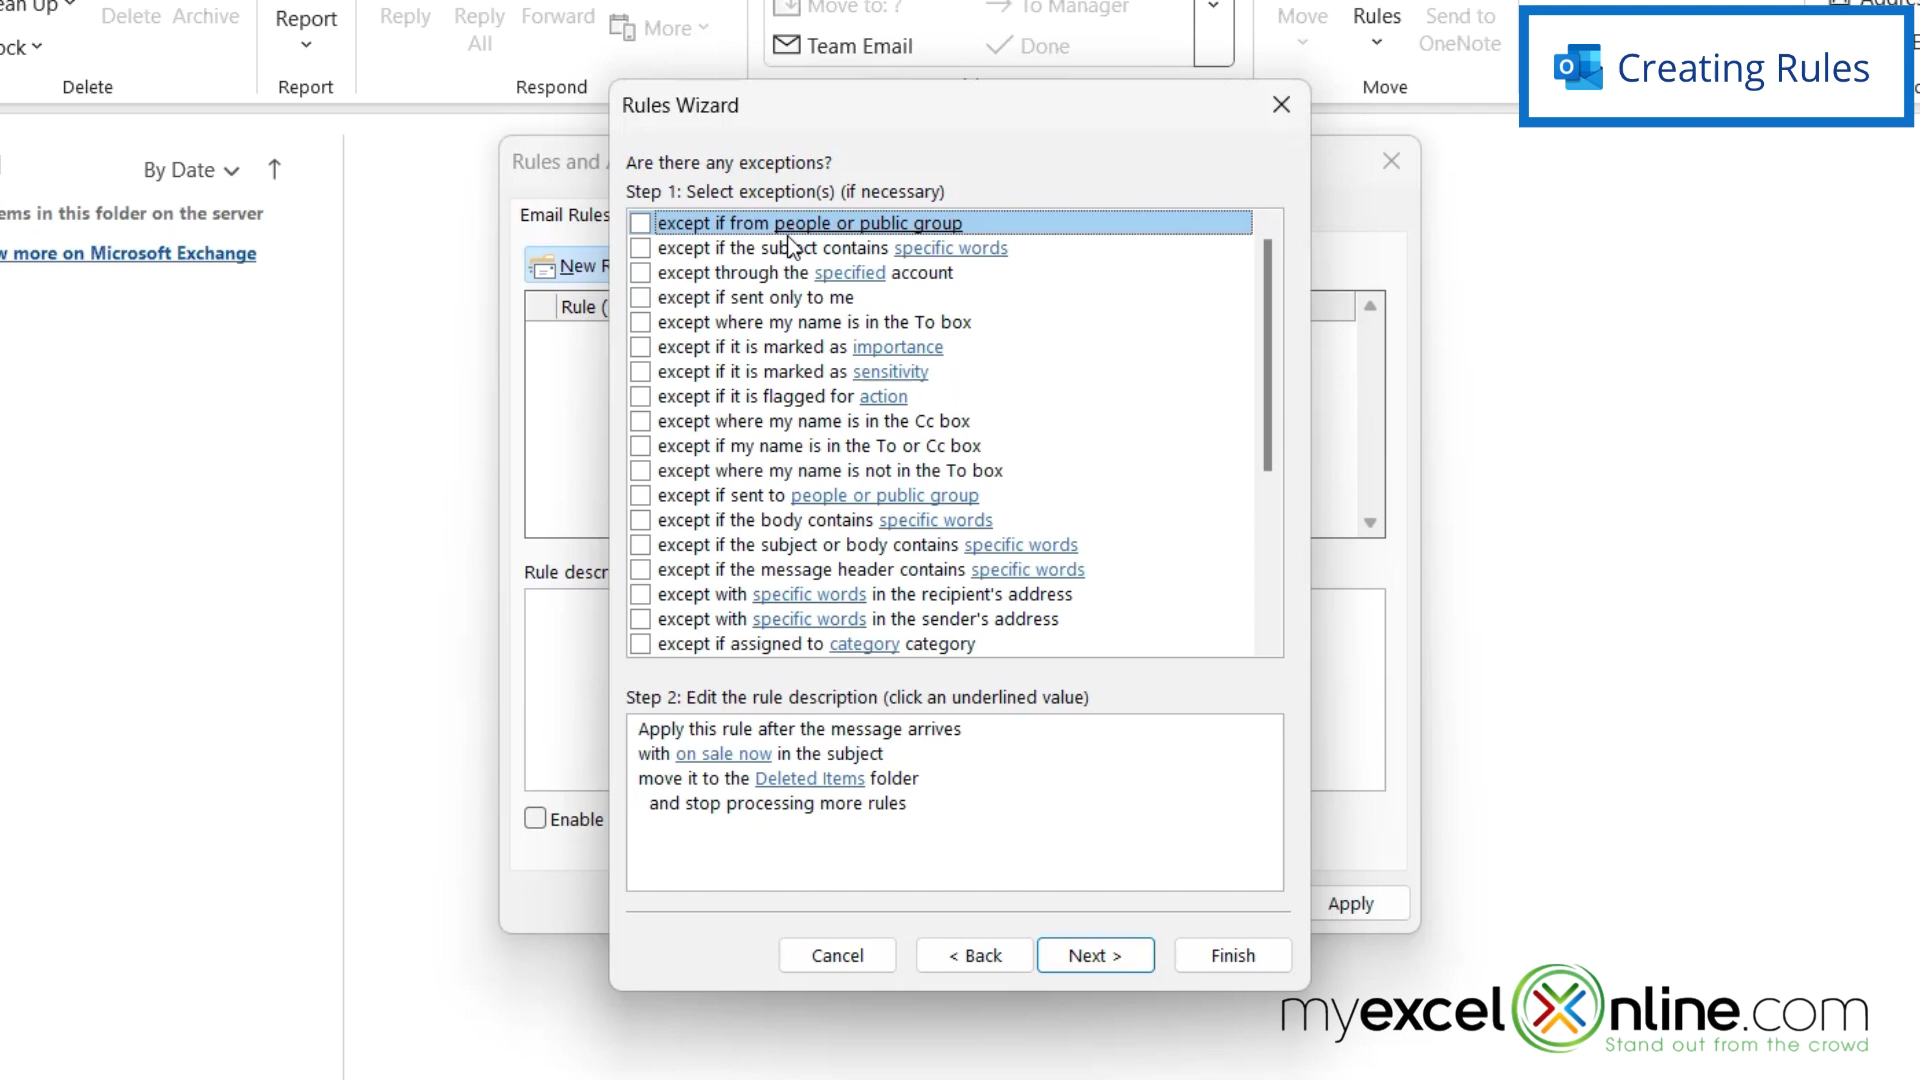 Delete Archive
Report
Reply
Reply All
Forward
More
Move to: ?
To Manager
Team Email
Done
Move
Rules
Send to OneNote
Delete
Report
Respond
Move
Creating Rules
By Date
in this folder on the server
more on Microsoft Exchange
Rules and
Email Rules
New
Rule (
Rule descr
Enable
Apply
Rules Wizard
Are there any exceptions?
Step 1: Select exception(s) (if necessary)
except if from people or public group
except if the subject contains specific words
except through the specified account
except if sent only to me
except where my name is in the To box
except if it is marked as importance
except if it is marked as sensitivity
except if it is flagged for action
except where my name is in the Cc box
except if my name is in the To or Cc box
except where my name is not in the To box
except if sent to people or public group
except if the body contains specific words
except if the subject or body contains specific words
except if the message header contains specific words
except with specific words in the recipient's address
except with specific words in the sender's address
except if assigned to category category
Step 2: Edit the rule description (click an underlined value)
Apply this rule after the message arrives
with on sale now in the subject
move it to the Deleted Items folder
and stop processing more rules
Cancel
< Back
Next >
Finish
myexcelOnline.com
Stand out from the crowd